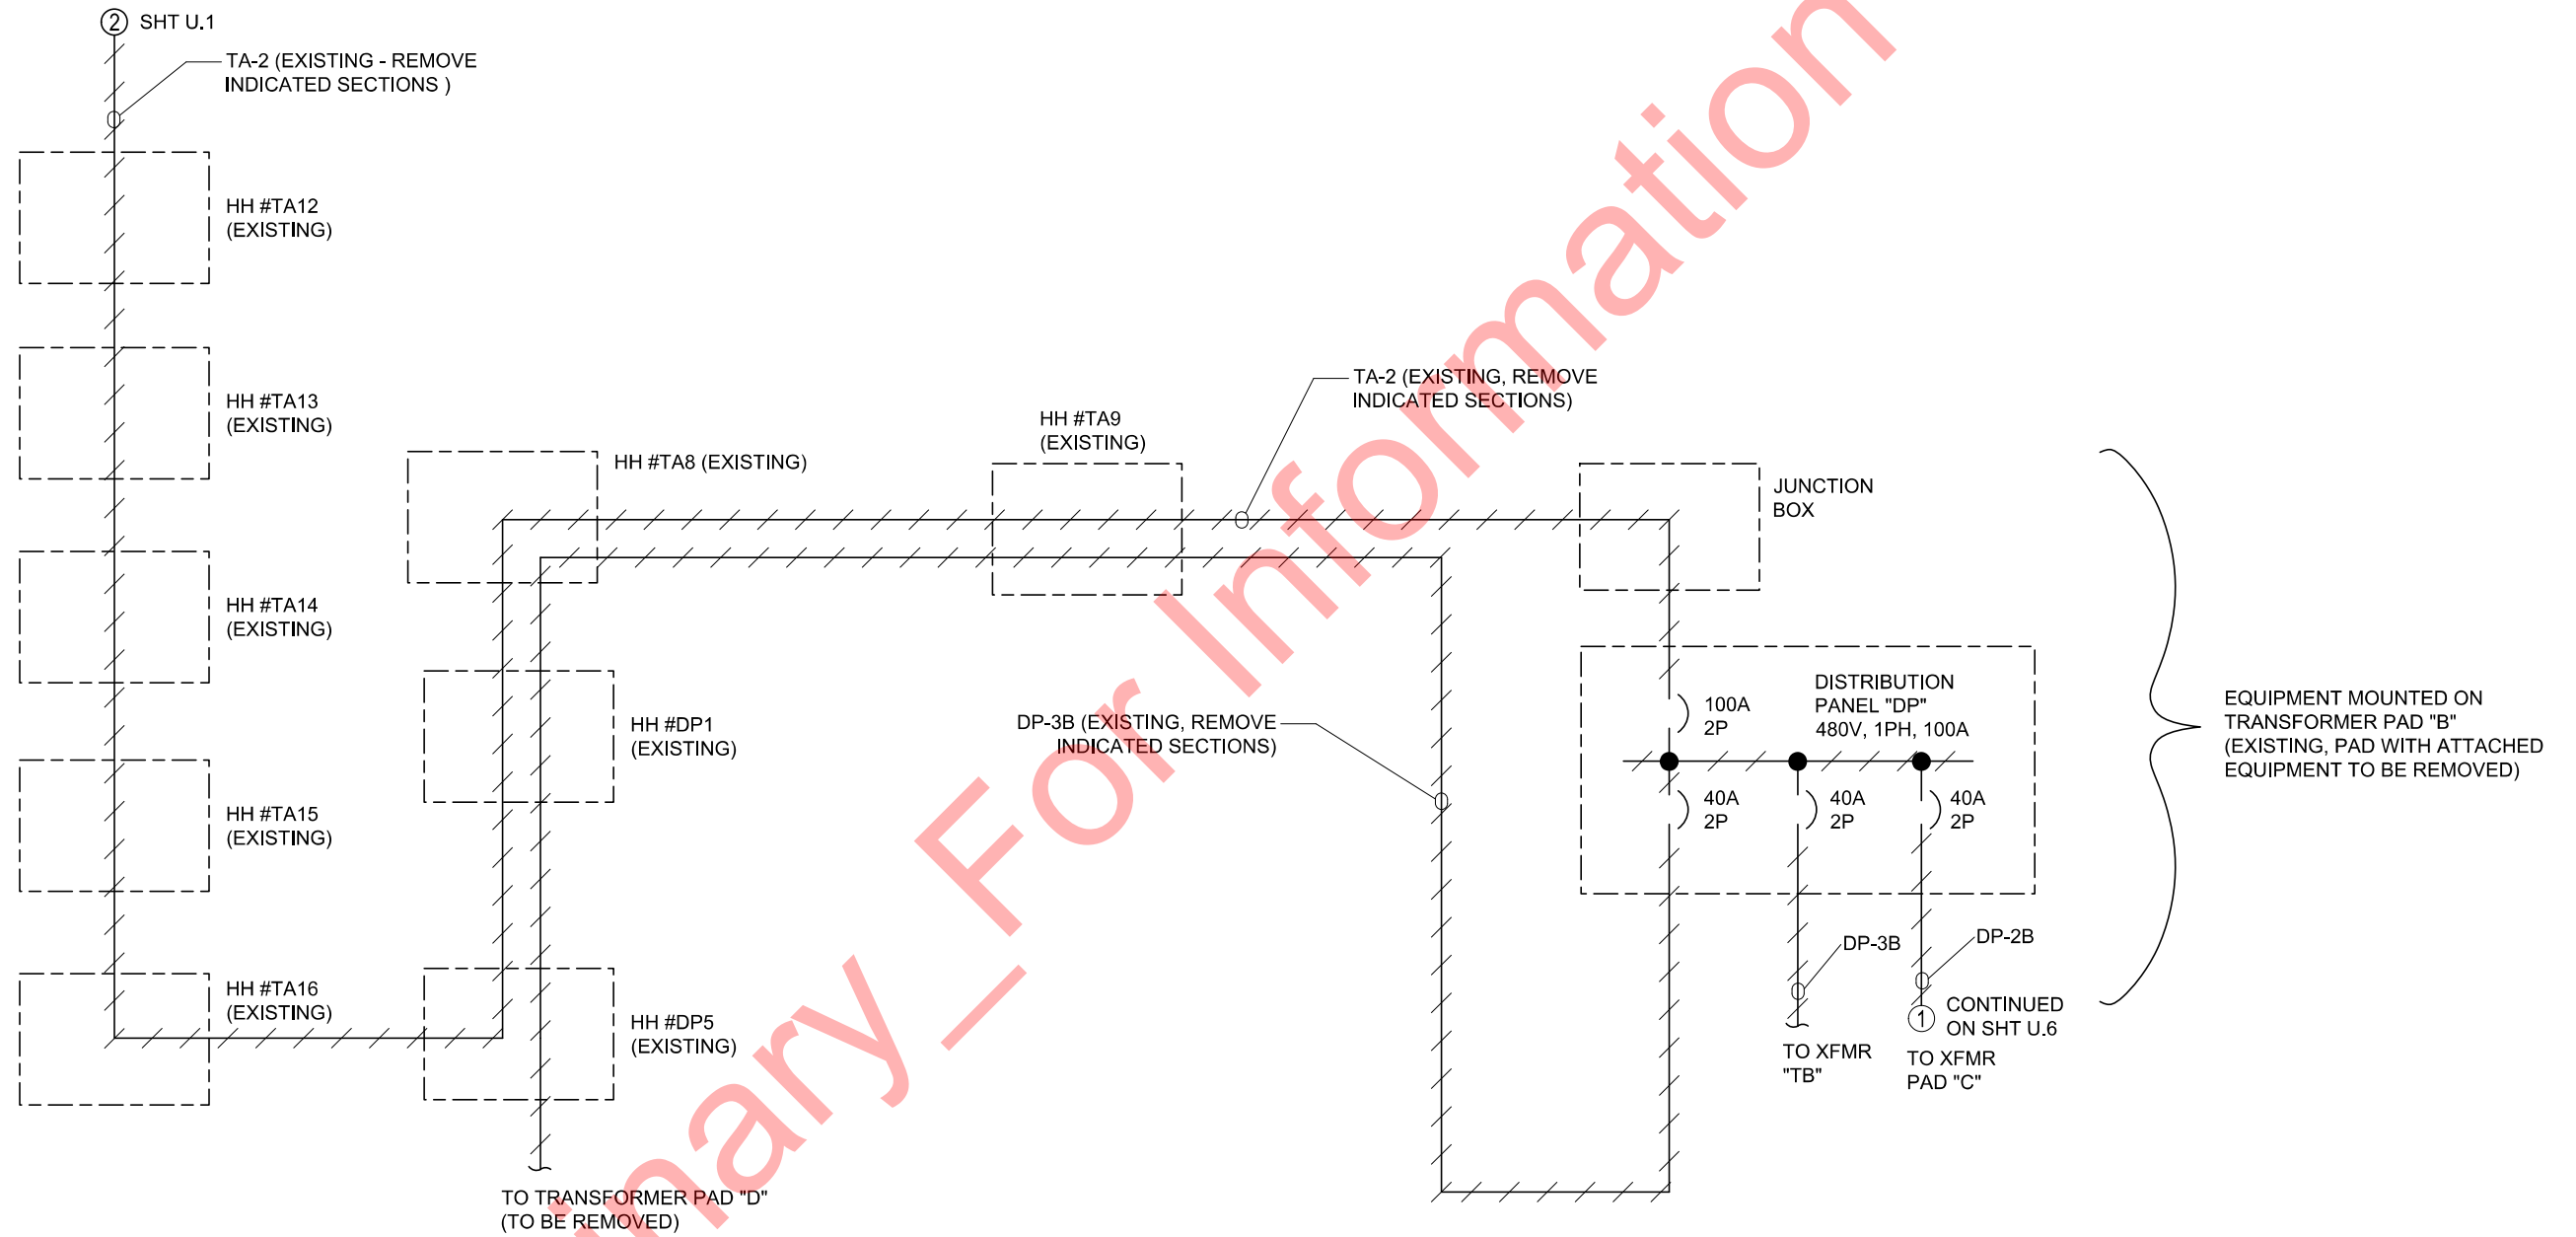 2 SHT U.1
TA-2 (EXISTING - REMOVE
INDICATED SECTIONS )
HH #TA12
(EXISTING)
HH #TA13
(EXISTING)
HH #TA14
(EXISTING)
HH #TA15
(EXISTING)
HH #TA16
(EXISTING)
HH #TA8 (EXISTING)
HH #DP1
(EXISTING)
HH #DP5
(EXISTING)
TO TRANSFORMER PAD "D"
(TO BE REMOVED)
HH #TA9
(EXISTING)
TA-2 (EXISTING, REMOVE
INDICATED SECTIONS)
DP-3B (EXISTING, REMOVE
INDICATED SECTIONS)
JUNCTION
BOX
100A
2P
DISTRIBUTION
PANEL "DP"
480V, 1PH, 100A
40A
2P
40A
2P
40A
2P
DP-3B
DP-2B
TO XFMR
"TB"
1 CONTINUED
ON SHT U.6
TO XFMR
PAD "C"
EQUIPMENT MOUNTED ON
TRANSFORMER PAD "B"
(EXISTING, PAD WITH ATTACHED
EQUIPMENT TO BE REMOVED)
inary_For Information